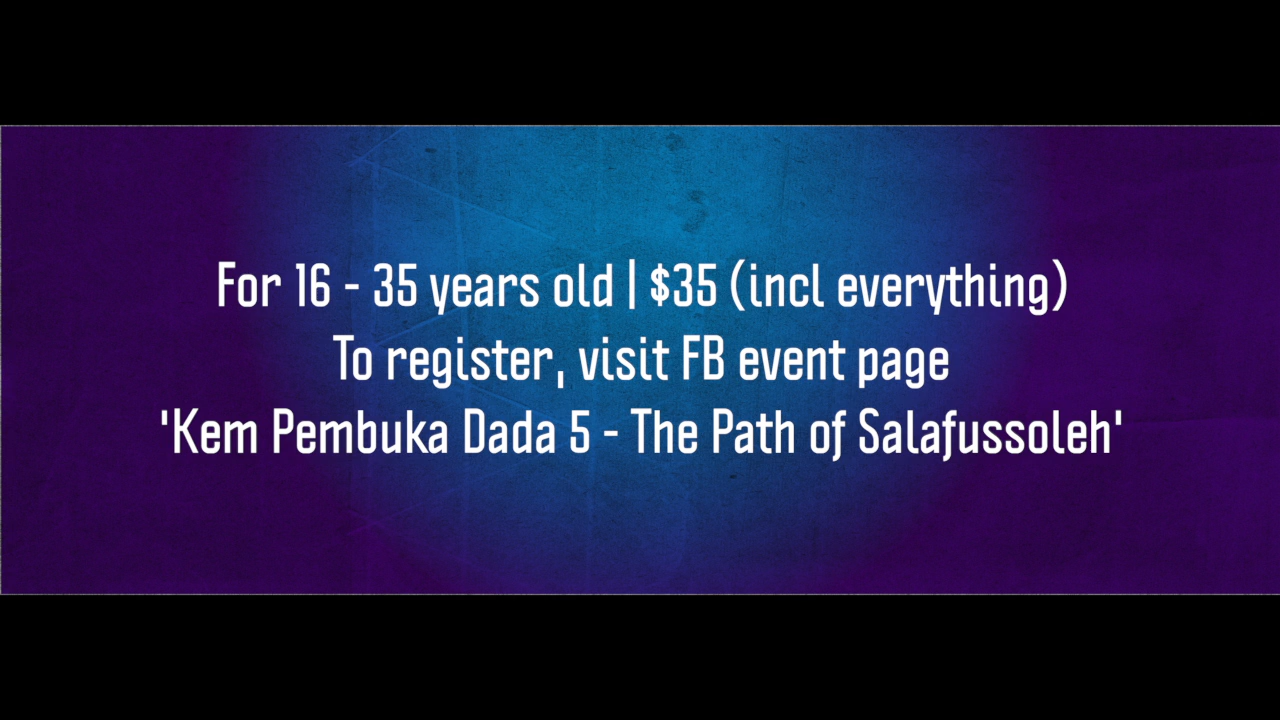 For 16 - 35 years old | $35 (incl everything)
To register, visit FB event page
'Kem Pembuka Dada 5 - The Path of Salafussoleh'